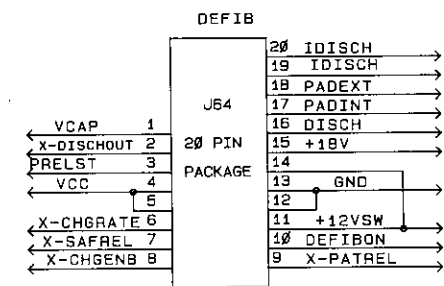 DEFIB
20 IDISCH
19 IDISCH
18 PADEXT
J64
17 PADINT
VCAP 1
16 DISCH
X-DISCHOUT 2
20 PIN
15 +18V
PRELST 3
PACKAGE
14
VCC 4
13 GND
5
12
X-CHGRATE 6
11 +12VSW
X-SAFREL 7
10 DEFIBON
X-CHGENB 8
9 X-PATREL